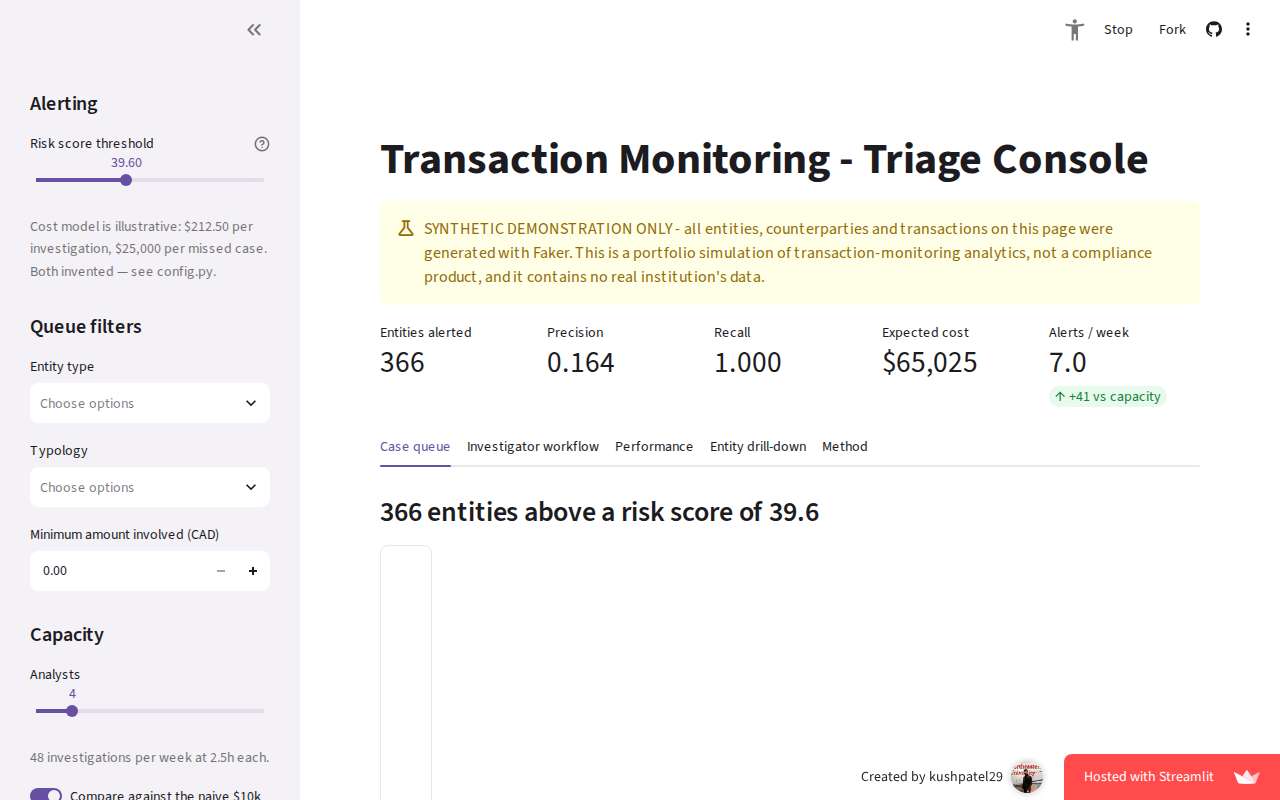 Stop
Fork
Alerting
Risk score threshold
39.60
Cost model is illustrative: $212.50 per
investigation, $25,000 per missed case.
Both invented — see config.py.
Queue filters
Entity type
Choose options
Typology
Choose options
Minimum amount involved (CAD)
0.00
Capacity
Analysts
4
48 investigations per week at 2.5h each.
Compare against the naive $10k
Transaction Monitoring - Triage Console
SYNTHETIC DEMONSTRATION ONLY - all entities, counterparties and transactions on this page were
generated with Faker. This is a portfolio simulation of transaction-monitoring analytics, not a compliance
product, and it contains no real institution's data.
Entities alerted
366
Precision
0.164
Recall
1.000
Expected cost
$65,025
Alerts / week
7.0
↑ +41 vs capacity
Case queue
Investigator workflow
Performance
Entity drill-down
Method
366 entities above a risk score of 39.6
Created by kushpatel29
Hosted with Streamlit